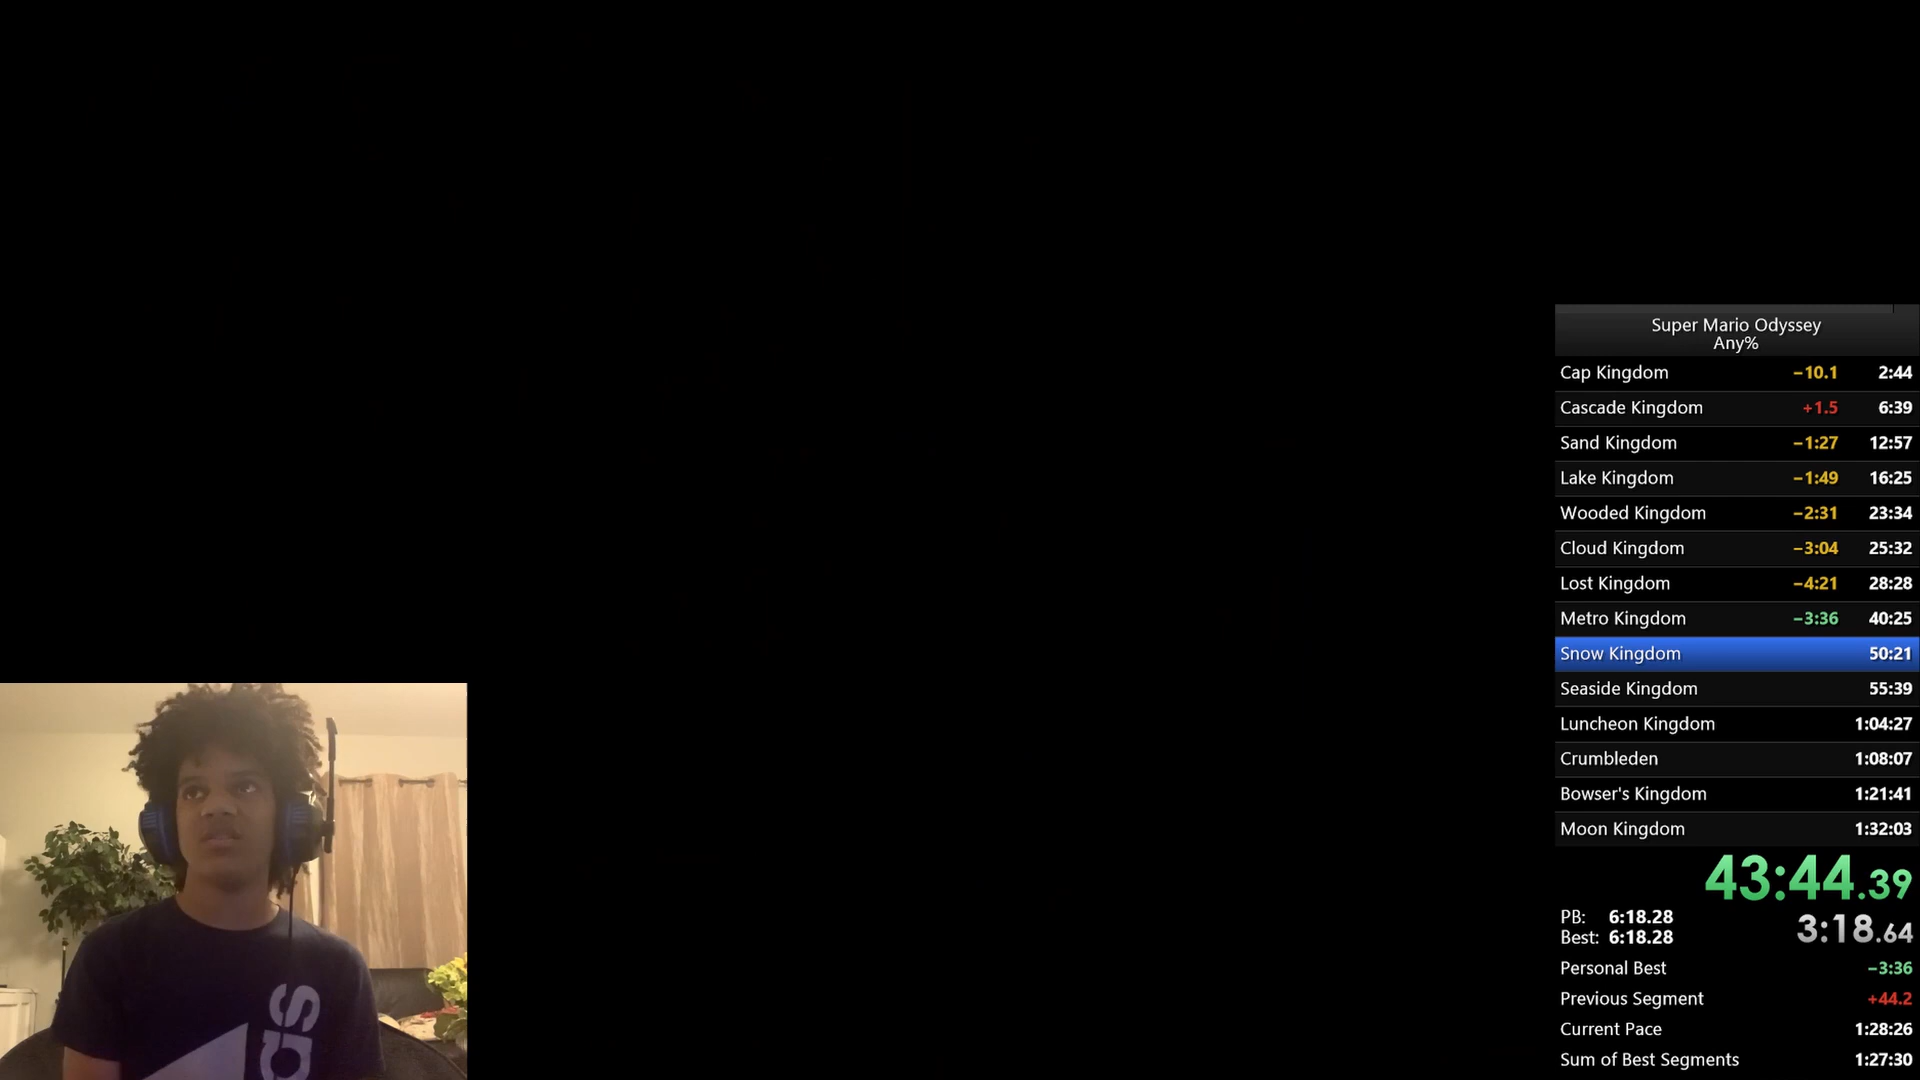 Super Mario Odyssey
Any%
Cap Kingdom −10.1 2:44
Cascade Kingdom +1.5 6:39
Sand Kingdom −1:27 12:57
Lake Kingdom −1:49 16:25
Wooded Kingdom −2:31 23:34
Cloud Kingdom −3:04 25:32
Lost Kingdom −4:21 28:28
Metro Kingdom −3:36 40:25
Snow Kingdom 50:21
Seaside Kingdom 55:39
Luncheon Kingdom 1:04:27
Crumbleden 1:08:07
Bowser's Kingdom 1:21:41
Moon Kingdom 1:32:03
43:44.39
PB: 6:18.28
Best: 6:18.28
3:18.64
Personal Best −3:36
Previous Segment +44.2
Current Pace 1:28:26
Sum of Best Segments 1:27:30